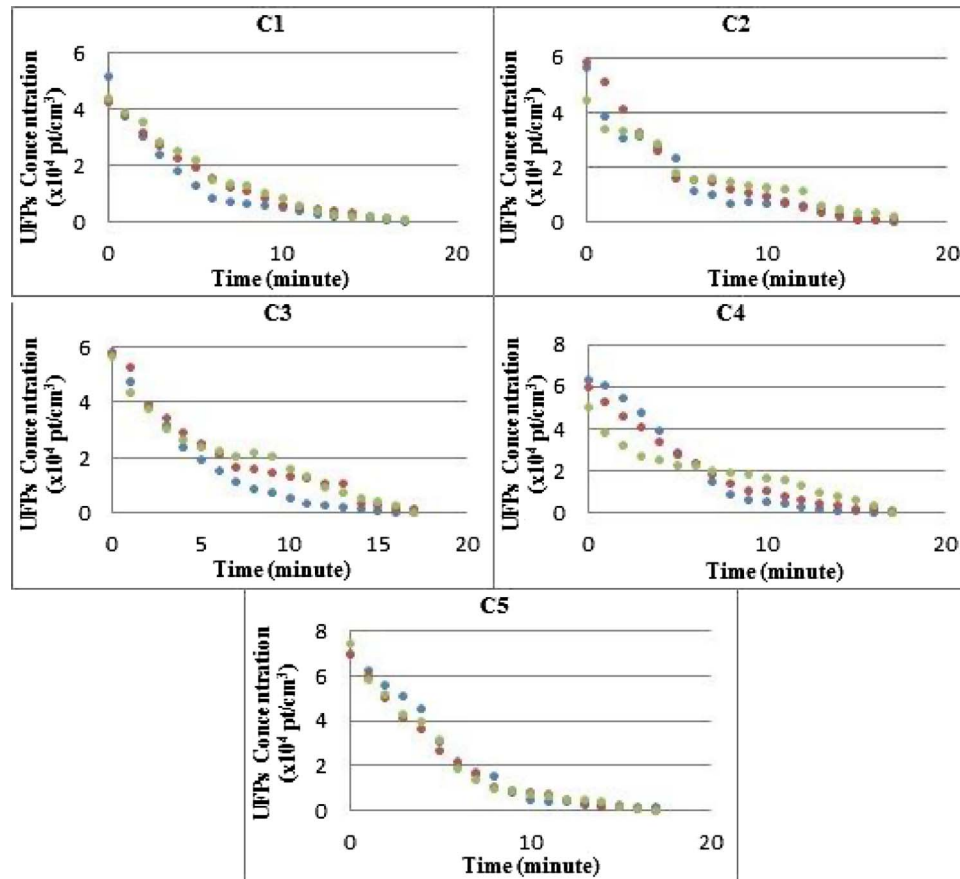 C1
UFPs Concentration
(x10⁴ pt/cm³)
6
4
2
0
0 10 20
Time (minute)
C2
UFPs Concentration
(x10⁴ pt/cm³)
6
4
2
0
0 10 20
Time (minute)
C3
UFPs Concentration
(x10⁴ pt/cm³)
6
4
2
0
0 5 10 15 20
Time (minute)
C4
UFPs Concentration
(x10⁴ pt/cm³)
8
6
4
2
0
0 10 20
Time (minute)
C5
UFPs Concentration
(x10⁴ pt/cm³)
8
6
4
2
0
0 10 20
Time (minute)